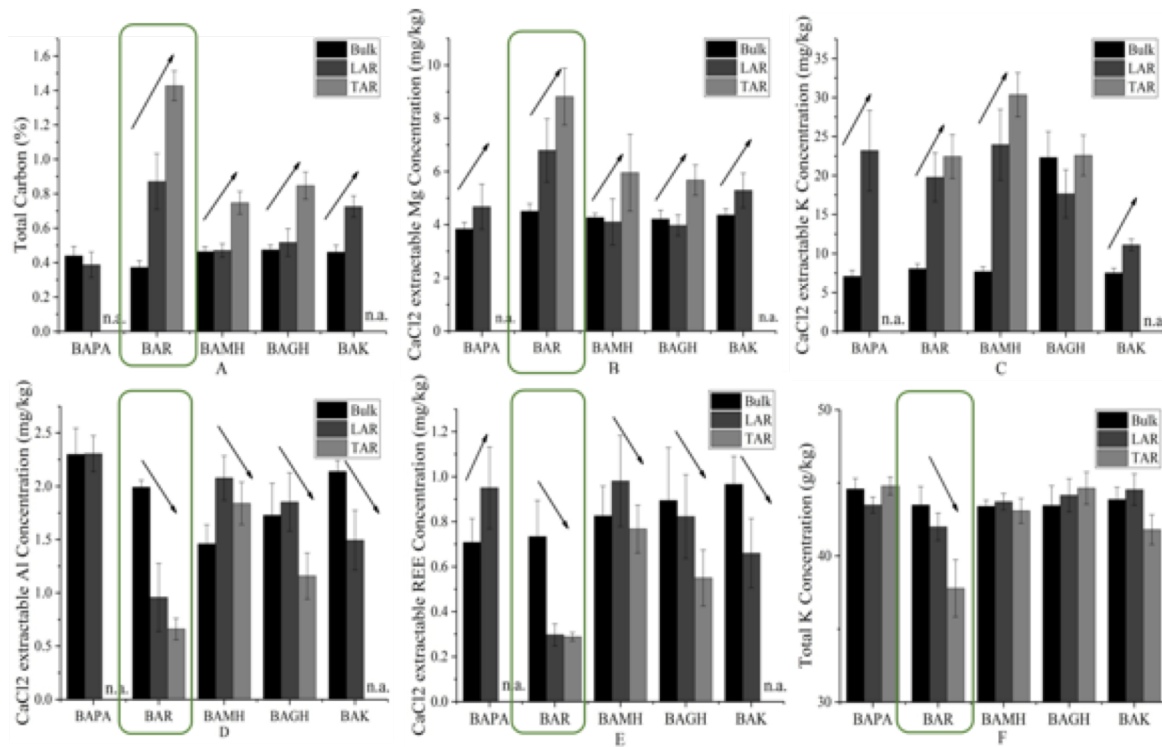 Total Carbon (%)
1.6
1.4
1.2
1.0
0.8
0.6
0.4
0.2
0.0
Bulk
LAR
TAR
n.a.
n.a.
BAPA BAR BAMH BAGH BAK
A
CaCl2 extractable Mg Concentration (mg/kg)
10
8
6
4
2
0
Bulk
LAR
TAR
n.a.
n.a.
BAPA BAR BAMH BAGH BAK
B
CaCl2 extractable K Concentration (mg/kg)
35
30
25
20
15
10
5
0
Bulk
LAR
TAR
n.a.
n.a.
BAPA BAR BAMH BAGH BAK
C
CaCl2 extractable Al Concentration (mg/kg)
2.5
2.0
1.5
1.0
0.5
0.0
Bulk
LAR
TAR
n.a.
n.a.
BAPA BAR BAMH BAGH BAK
D
CaCl2 extractable REE Concentration (mg/kg)
1.2
1.0
0.8
0.6
0.4
0.2
0.0
Bulk
LAR
TAR
n.a.
n.a.
BAPA BAR BAMH BAGH BAK
E
Total K Concentration (g/kg)
50
40
30
Bulk
LAR
TAR
BAPA BAR BAMH BAGH BAK
F